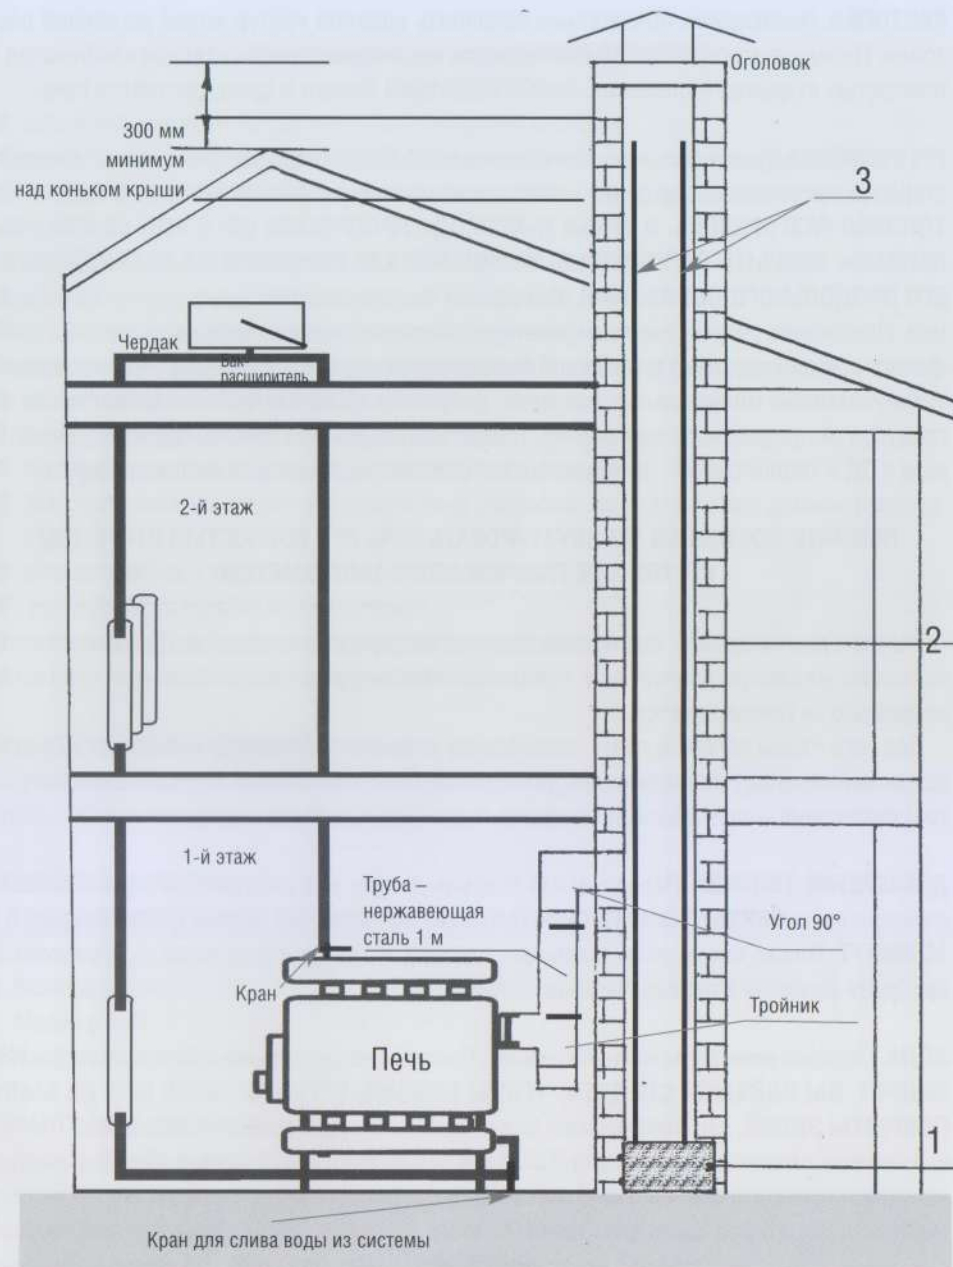 Оголовок
300 мм
минимум
над коньком крыши
3
Чердак
Бак-
расширитель
2-й этаж
2
1-й этаж
Труба –
нержавеющая
сталь 1 м
Угол 90°
Кран
Тройник
Печь
1
Кран для слива воды из системы